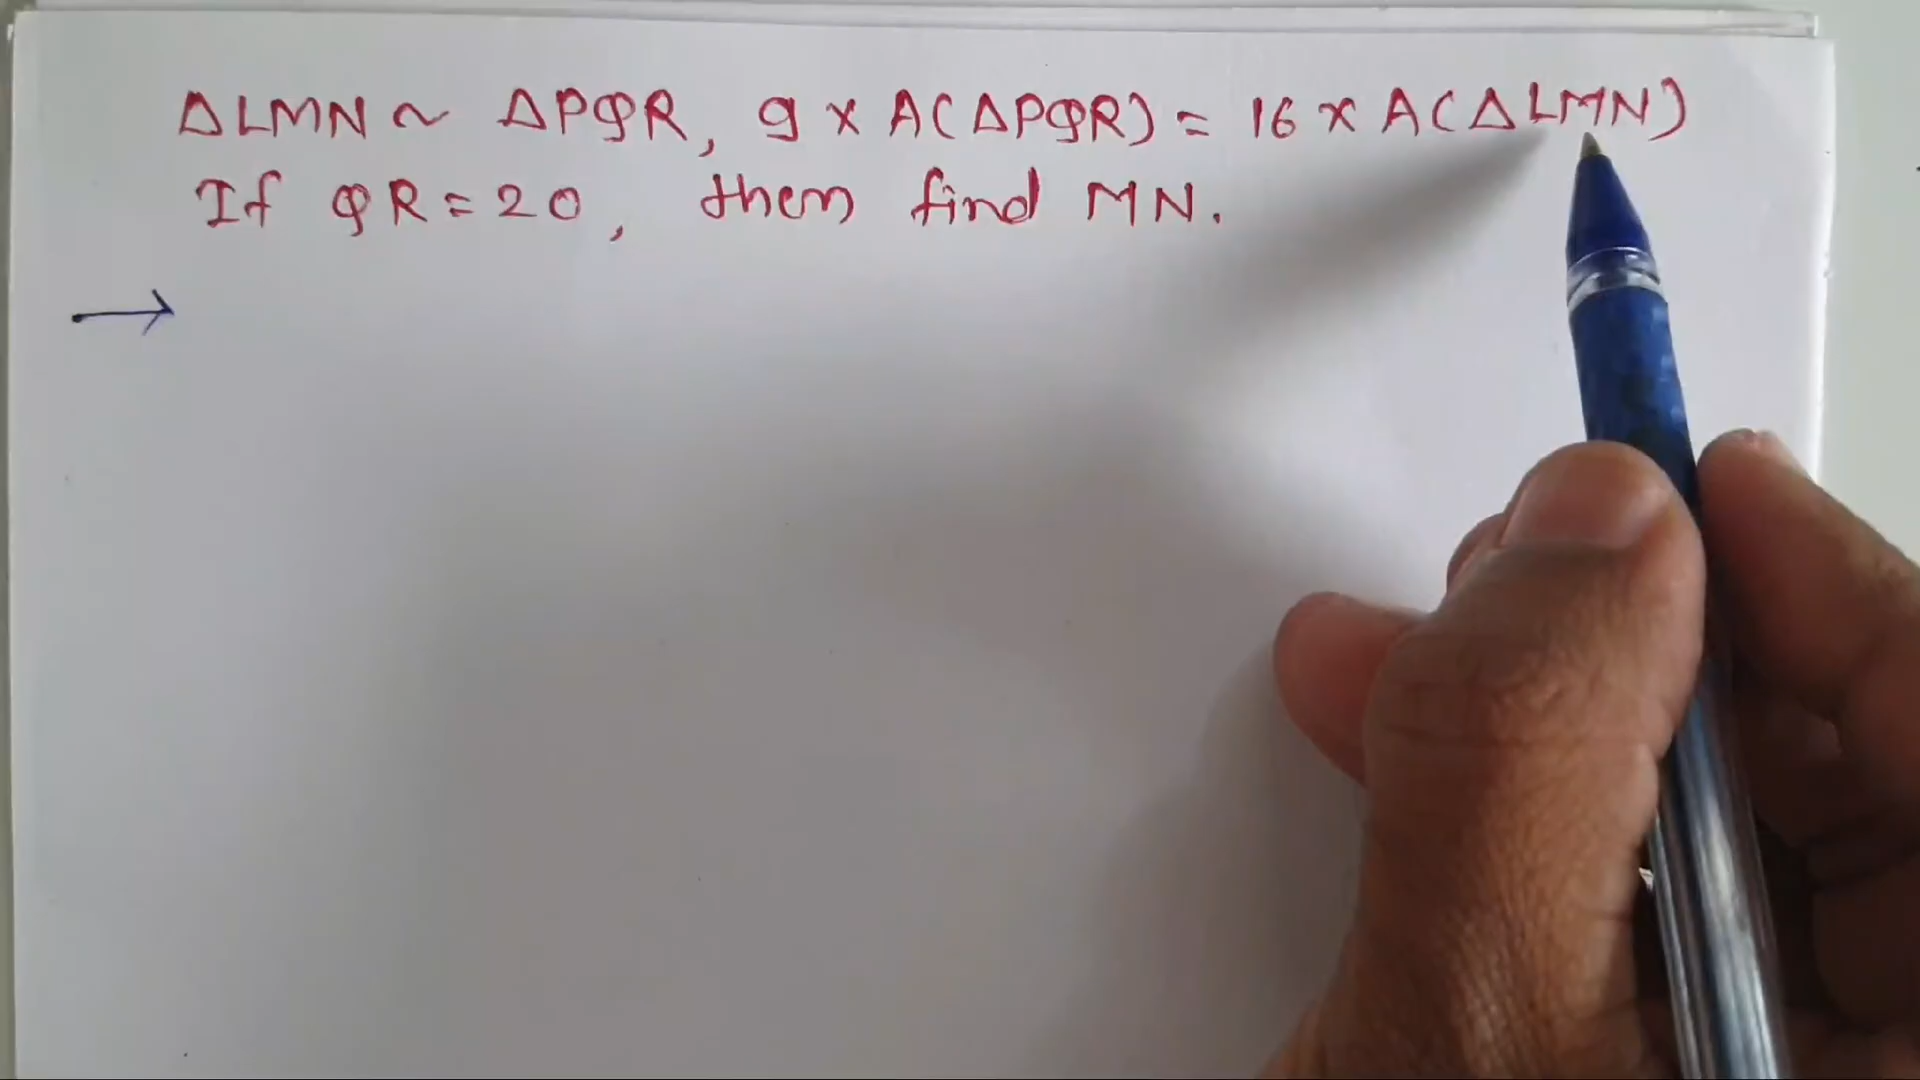 ΔLMN ~ ΔPQR, 9 x A(ΔPQR) = 16 x A(ΔLMN)
If QR = 20, then find MN.
→